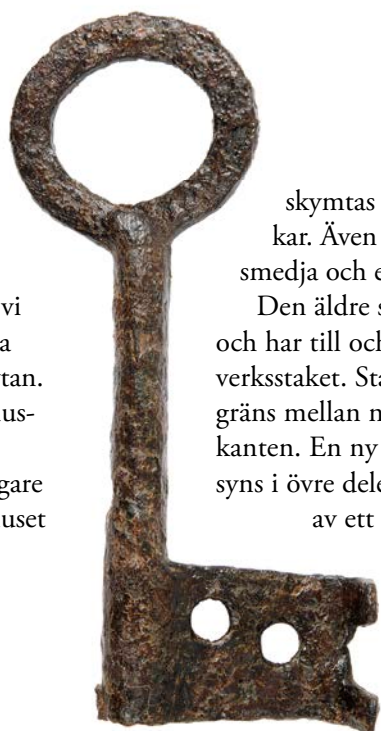 vi
a
tan.
us-
gare
uset
skymtas
kar. Även
smedja och e
Den äldre s
och har till och
verksstaket. Sta
gräns mellan n
kanten. En ny
syns i övre dele
av ett